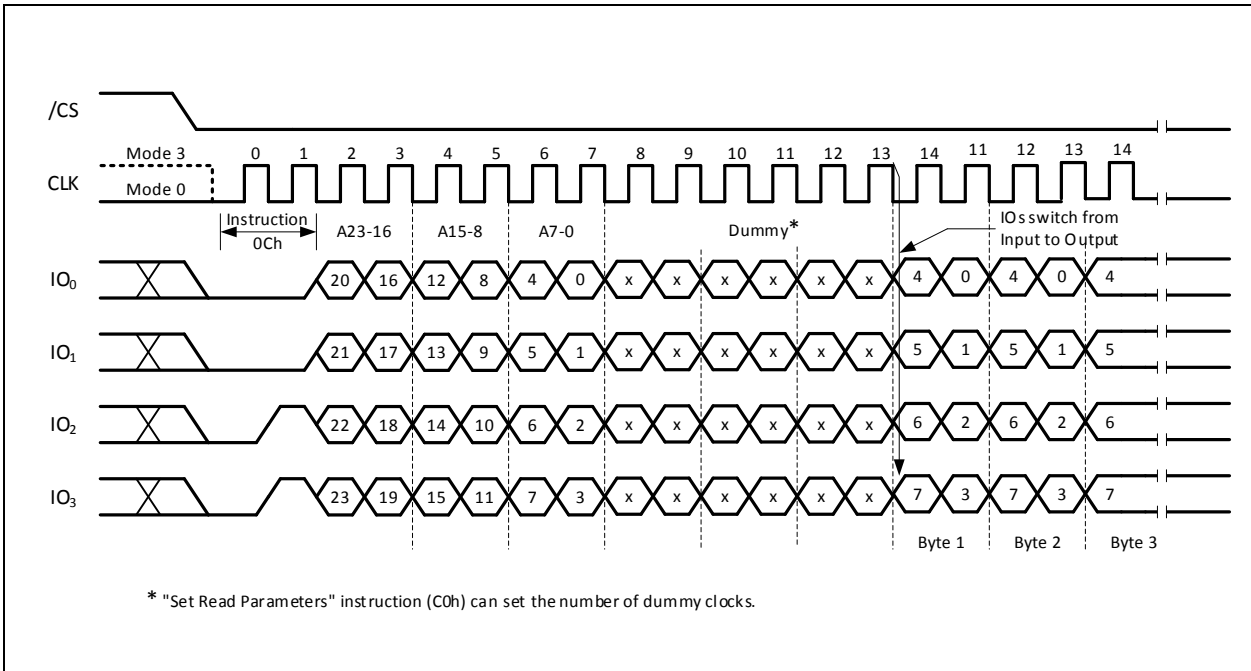 /CS
Mode 3 0 1 2 3 4 5 6 7 8 9 10 11 12 13 14 11 12 13 14
CLK Mode 0
Instruction A23-16 A15-8 A7-0 Dummy* IOs switch from
0Ch Input to Output
IO0 20 16 12 8 4 0 x x x x x x 4 0 4 0 4
IO1 21 17 13 9 5 1 x x x x x x 5 1 5 1 5
IO2 22 18 14 10 6 2 x x x x x x 6 2 6 2 6
IO3 23 19 15 11 7 3 x x x x x x 7 3 7 3 7
Byte 1 Byte 2 Byte 3
* "Set Read Parameters" instruction (C0h) can set the number of dummy clocks.